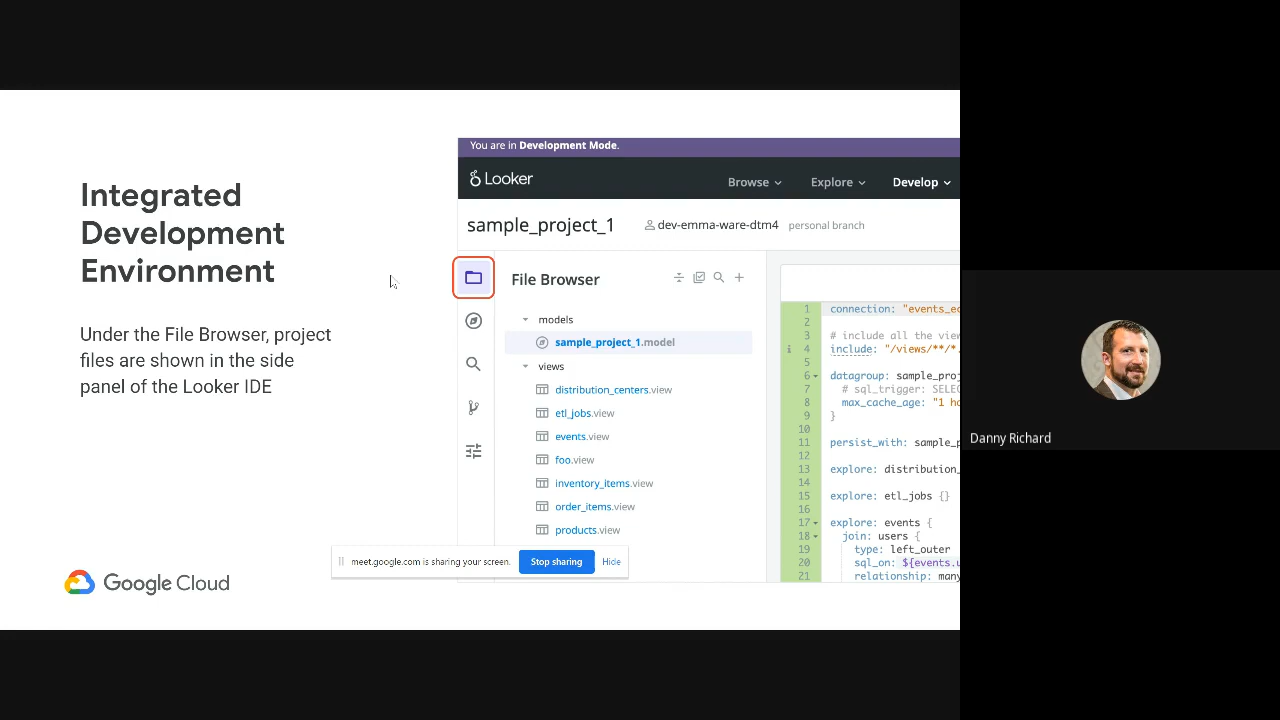 Integrated
Development
Environment
Under the File Browser, project
files are shown in the side
panel of the Looker IDE
Google Cloud
You are in Development Mode.
Looker
Browse
Explore
Develop
sample_project_1
dev-emma-ware-dtm4 personal branch
File Browser
models
sample_project_1.model
views
distribution_centers.view
etl_jobs.view
events.view
foo.view
inventory_items.view
order_items.view
products.view
1 connection: "events_ec
2
3 # include all the view
i 4 include: "/views/**/*.
5
6 datagroup: sample_proj
7 # sql_trigger: SELEC
8 max_cache_age: "1 ho
9 }
10
11 persist_with: sample_p
12
13 explore: distribution_
14
15 explore: etl_jobs {}
16
17 explore: events {
18 join: users {
19 type: left_outer
20 sql_on: ${events.u
21 relationship: many
meet.google.com is sharing your screen.
Stop sharing
Hide
Danny Richard